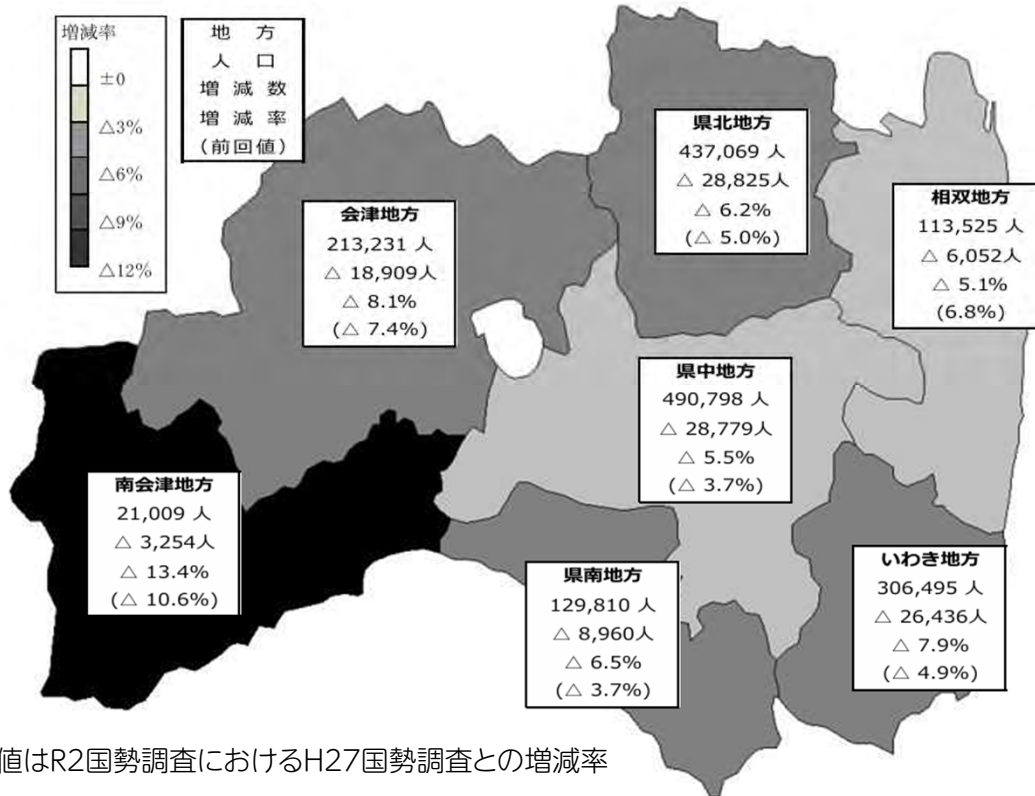 増減率
±0
△3%
△6%
△9%
△12%
地方
人口
増減数
増減率
(前回値)
県北地方
437,069 人
△ 28,825人
△ 6.2%
(△ 5.0%)
相双地方
113,525 人
△ 6,052人
△ 5.1%
(6.8%)
会津地方
213,231 人
△ 18,909人
△ 8.1%
(△ 7.4%)
県中地方
490,798 人
△ 28,779人
△ 5.5%
(△ 3.7%)
南会津地方
21,009 人
△ 3,254人
△ 13.4%
(△ 10.6%)
県南地方
129,810 人
△ 8,960人
△ 6.5%
(△ 3.7%)
いわき地方
306,495 人
△ 26,436人
△ 7.9%
(△ 4.9%)
値はR2国勢調査におけるH27国勢調査との増減率